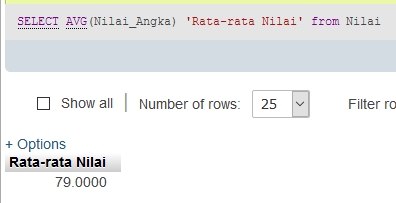 SELECT AVG(Nilai_Angka) 'Rata-rata Nilai' from Nilai
Show all Number of rows: 25 Filter ro
+ Options
Rata-rata Nilai
79.0000